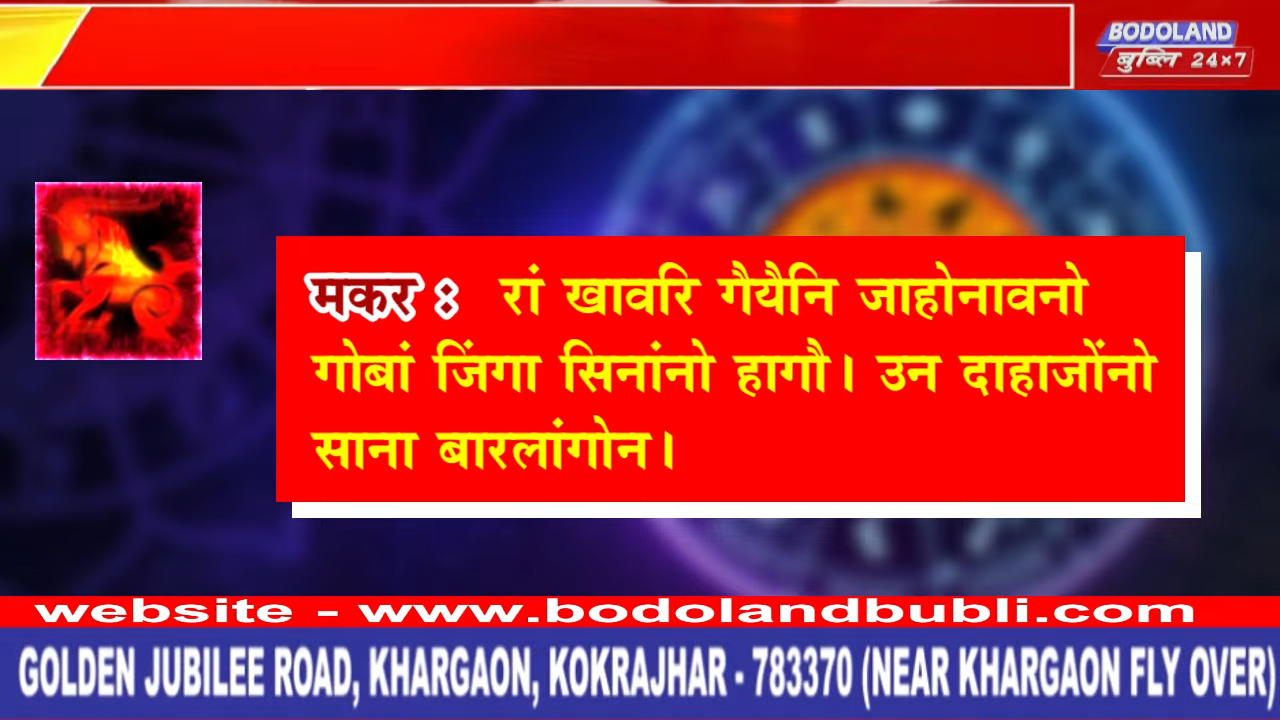 BODOLAND
बुब्लि 24×7
मकर : रां खावरि गैयैनि जाहोनावनो
गोबां जिंगा सिनांनो हागौ। उन दाहाजोंनो
साना बारलांगोन।
website - www.bodolandbubli.com
GOLDEN JUBILEE ROAD, KHARGAON, KOKRAJHAR - 783370 (NEAR KHARGAON FLY OVER)